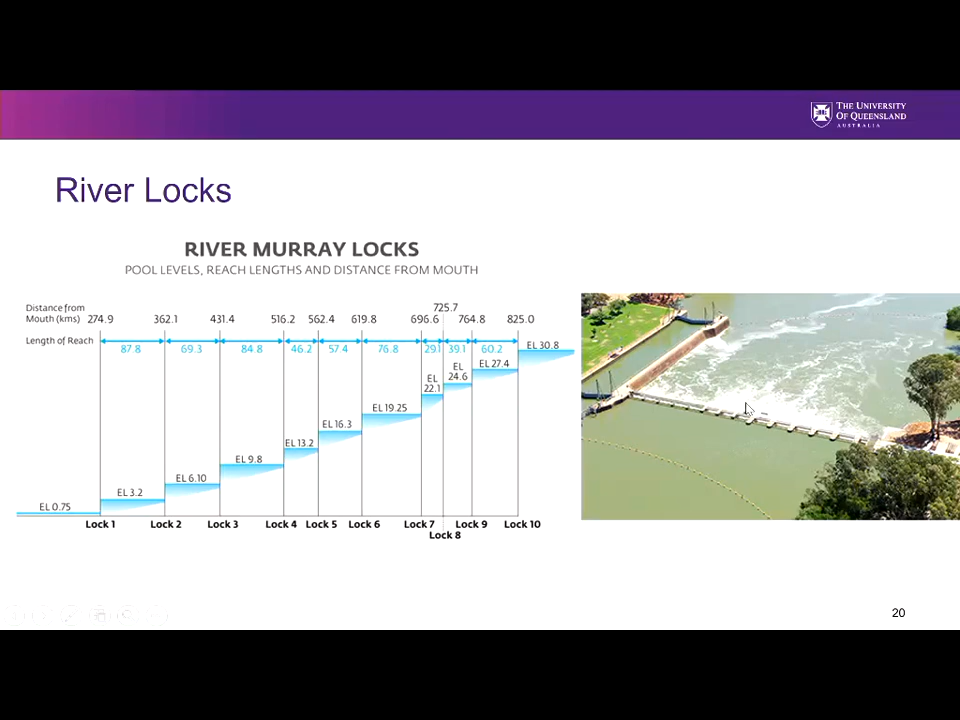 THE UNIVERSITY
OF QUEENSLAND
AUSTRALIA
River Locks
RIVER MURRAY LOCKS
POOL LEVELS, REACH LENGTHS AND DISTANCE FROM MOUTH
Distance from
Mouth (kms) 274.9 362.1 431.4 516.2 562.4 619.8 696.6 725.7 764.8 825.0
Length of Reach 87.8 69.3 84.8 46.2 57.4 76.8 29.1 39.1 60.2
EL 30.8
EL 27.4
EL 24.6
EL 22.1
EL 19.25
EL 16.3
EL 13.2
EL 9.8
EL 6.10
EL 3.2
EL 0.75
Lock 1 Lock 2 Lock 3 Lock 4 Lock 5 Lock 6 Lock 7 Lock 9 Lock 10
Lock 8
20